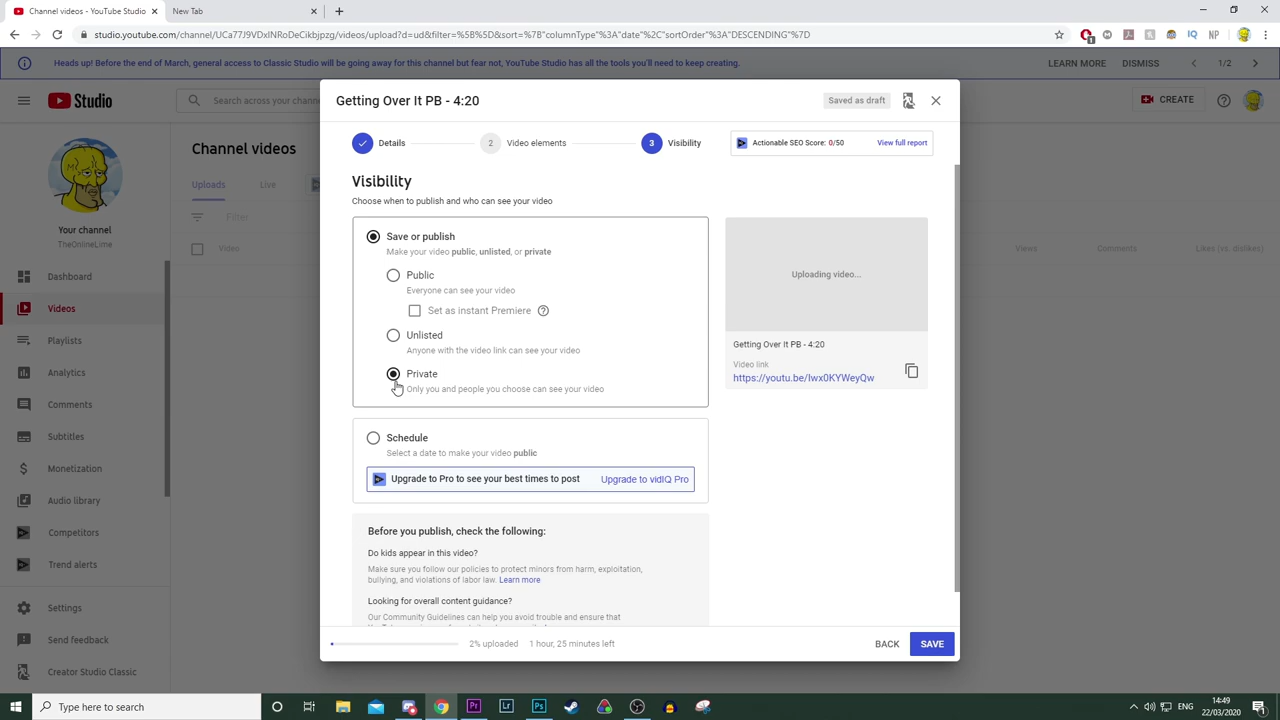 Channel videos - YouTube Studio
New Tab
studio.youtube.com/channel/UCa77J9VDxINRoDeCikbjpzg/videos/upload?d=ud&filter=%5B%5D&sort=%7B"columnType"%3A"date"%2C"sortOrder"%3A"DESCENDING"%7D
Heads up! Before the end of March, general access to Classic Studio will be going away for this channel but fear not, YouTube Studio has all the tools you'll need to keep creating.
LEARN MORE
DISMISS
1/2
Studio
Search across your channel
CREATE
Your channel
TheOnlineLime
Dashboard
Videos
Playlists
Analytics
Comments
Subtitles
Monetization
Audio library
Competitors
Trend alerts
Settings
Send feedback
Creator Studio Classic
Channel videos
Uploads
Live
Filter
Video
Views
Comments
Likes (vs. dislikes)
Getting Over It PB - 4:20
Saved as draft
Details
2
Video elements
3
Visibility
Actionable SEO Score: 0/50
View full report
Visibility
Choose when to publish and who can see your video
Save or publish
Make your video public, unlisted, or private
Public
Everyone can see your video
Set as instant Premiere
Unlisted
Anyone with the video link can see your video
Private
Only you and people you choose can see your video
Schedule
Select a date to make your video public
Upgrade to Pro to see your best times to post
Upgrade to vidIQ Pro
Before you publish, check the following:
Do kids appear in this video?
Make sure you follow our policies to protect minors from harm, exploitation,
bullying, and violations of labor law. Learn more
Looking for overall content guidance?
Our Community Guidelines can help you avoid trouble and ensure that
Uploading video...
Getting Over It PB - 4:20
Video link
https://youtu.be/Iwx0KYWeyQw
2% uploaded
1 hour, 25 minutes left
BACK
SAVE
Type here to search
ENG
14:49
22/03/2020